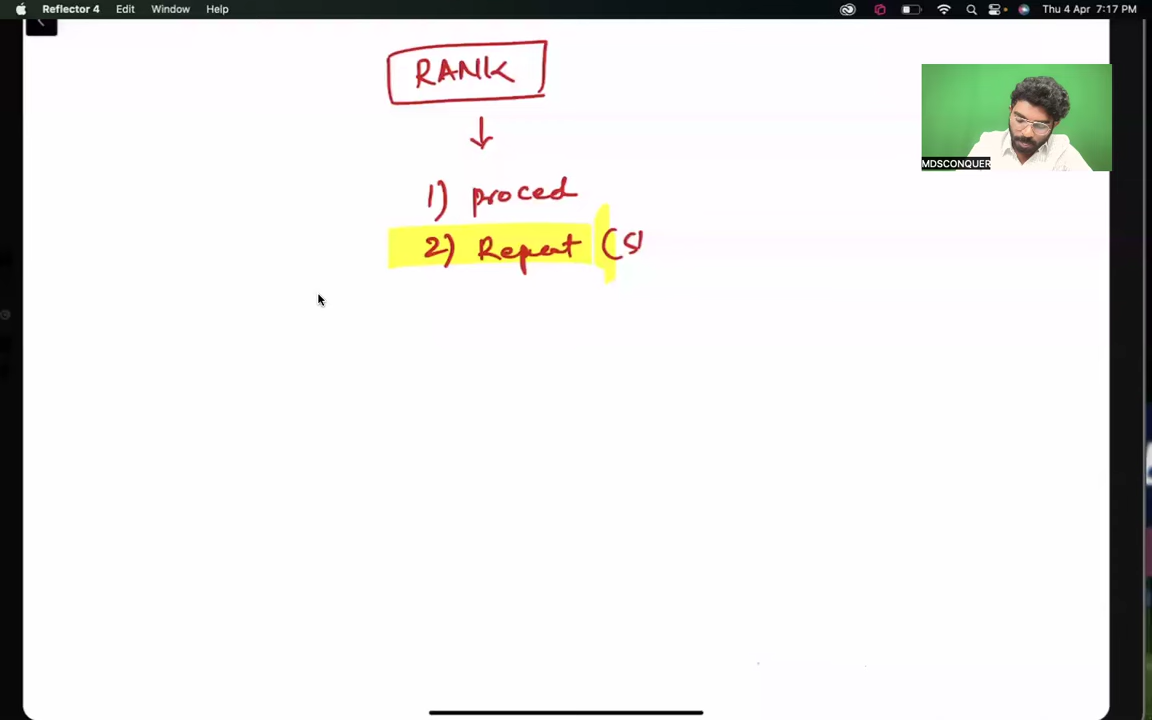 Reflector 4 Edit Window Help Thu 4 Apr 7:17 PM
RANK
MDSCONQUER
1) proced
2) Repeat (